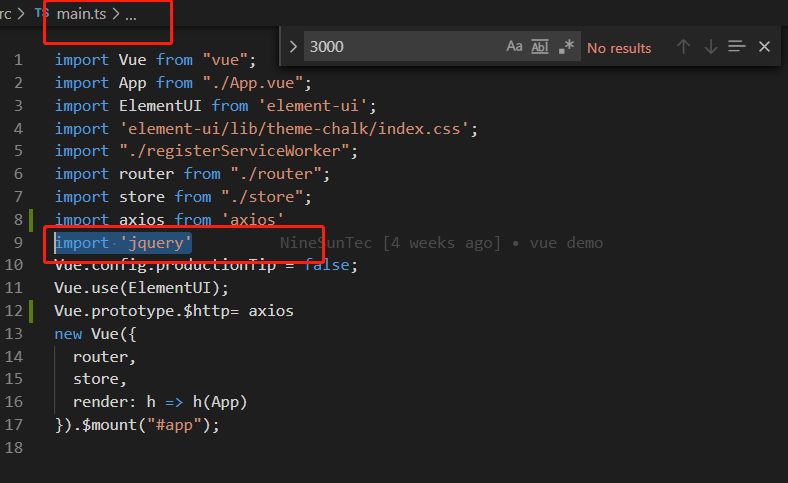 rc > TS main.ts > ...
3000 Aa Ab .* No results
1 import Vue from "vue";
2 import App from "./App.vue";
3 import ElementUI from 'element-ui';
4 import 'element-ui/lib/theme-chalk/index.css';
5 import "./registerServiceWorker";
6 import router from "./router";
7 import store from "./store";
8 import axios from 'axios'
9 import 'jquery' NineSunTec [4 weeks ago] • vue demo
10 Vue.config.productionTip = false;
11 Vue.use(ElementUI);
12 Vue.prototype.$http= axios
13 new Vue({
14 router,
15 store,
16 render: h => h(App)
17 }).$mount("#app");
18